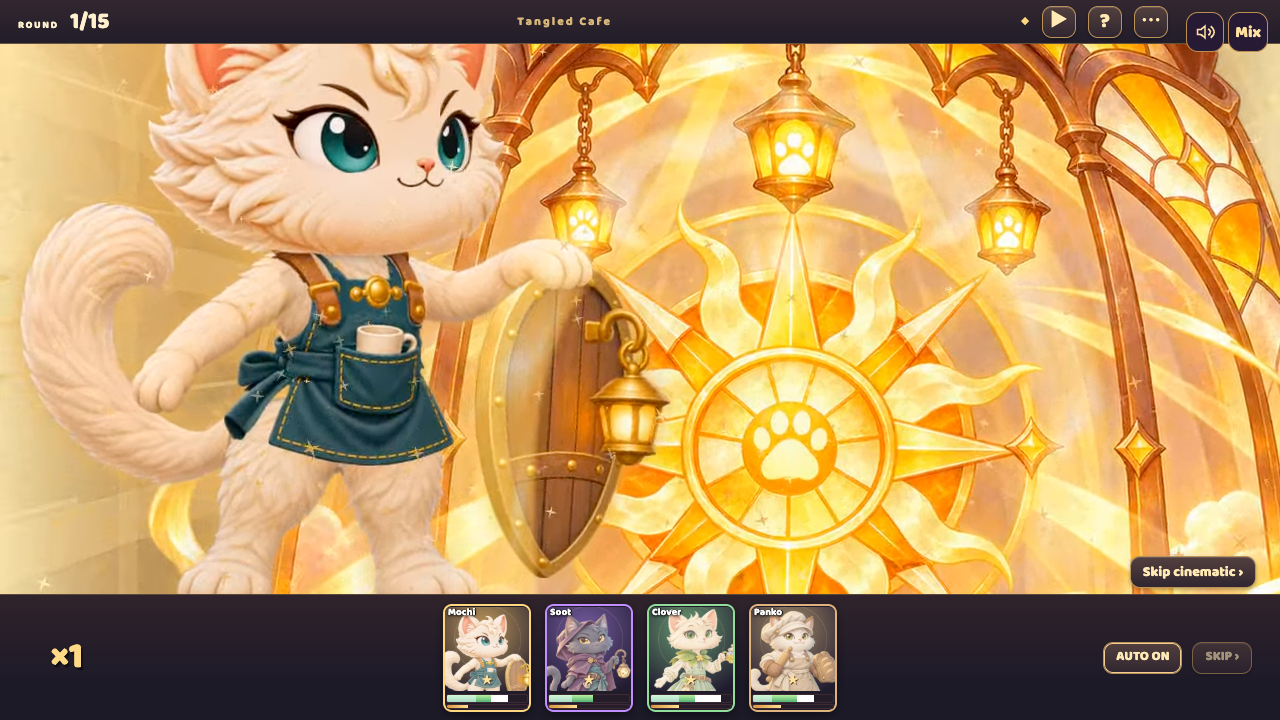 ROUND 1/15
Tangled Cafe
?
Mix
Skip cinematic ›
×1
Mochi
Soot
Clover
Panko
AUTO ON
SKIP ›